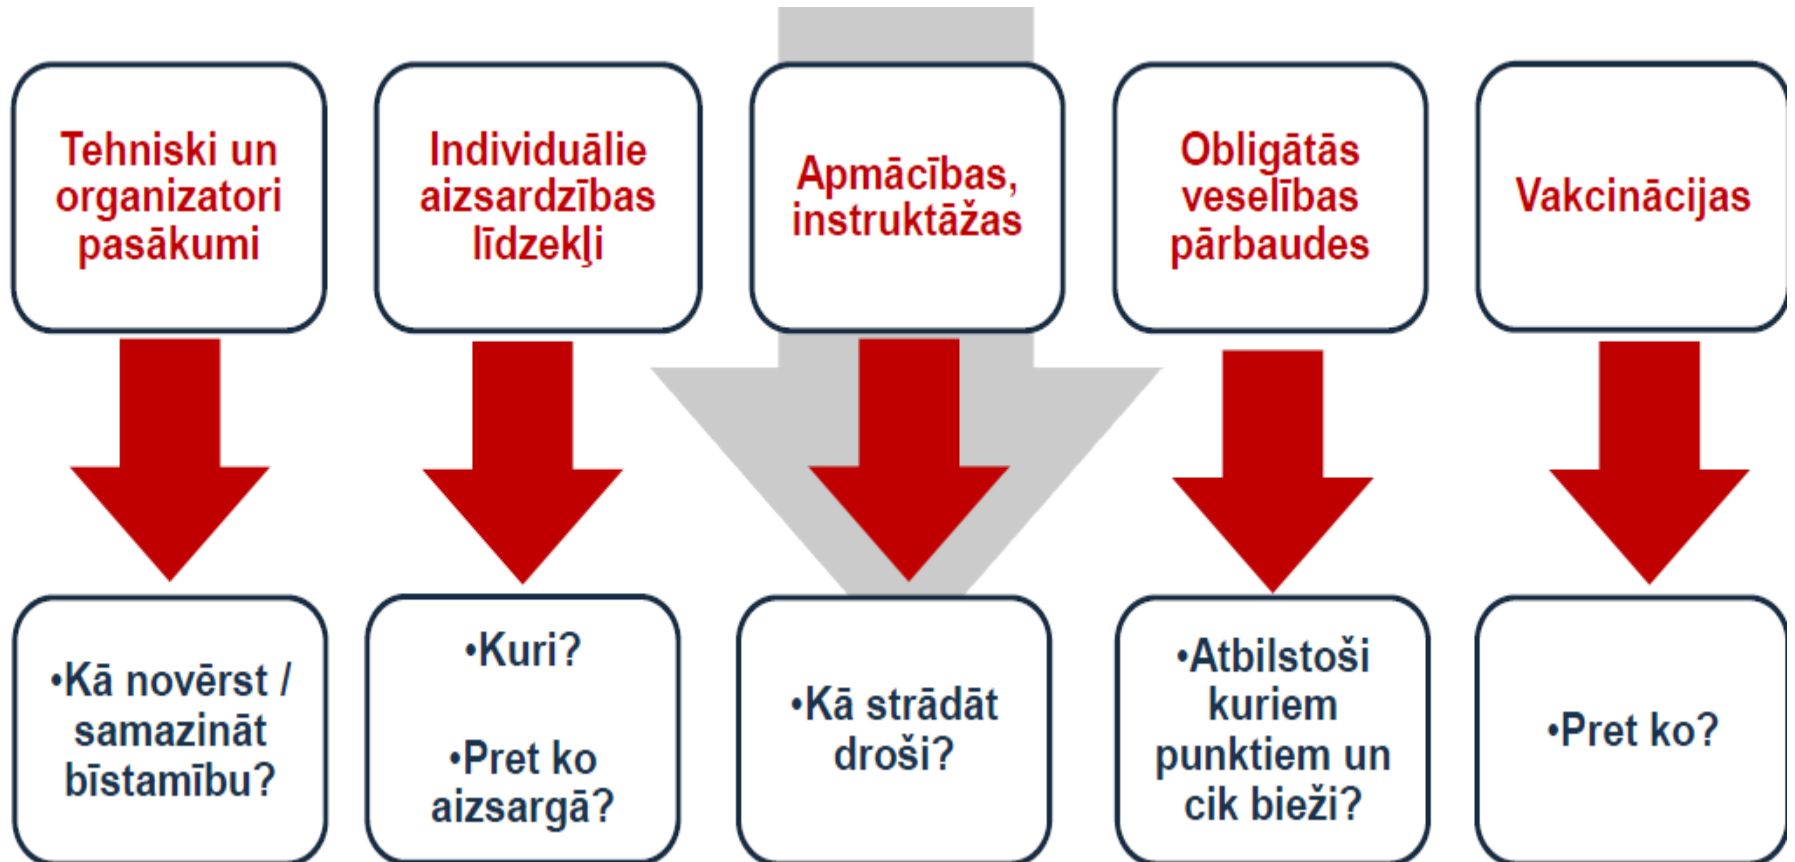 Tehniski un
organizatori
pasākumi
Individuālie
aizsardzības
līdzekļi
Apmācības,
instruktāžas
Obligātās
veselības
pārbaudes
Vakcinācijas
•Kā novērst /
samazināt
bīstamību?
•Kuri?
•Pret ko
aizsargā?
•Kā strādāt
droši?
•Atbilstoši
kuriem
punktiem un
cik bieži?
•Pret ko?